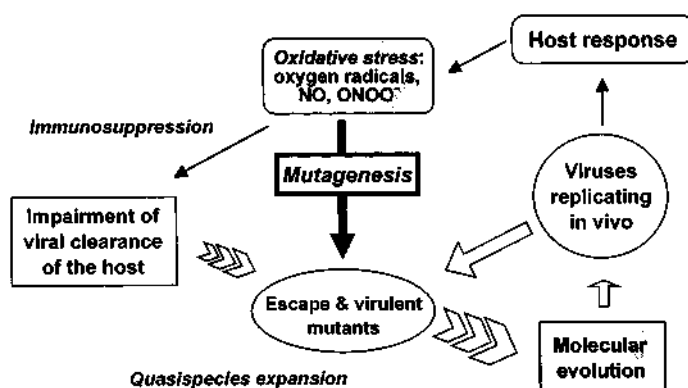 Host response
Oxidative stress:
oxygen radicals,
NO, ONOO⁻
Immunosuppression
Mutagenesis
Viruses
replicating
in vivo
Impairment of
viral clearance
of the host
Escape & virulent
mutants
Molecular
evolution
Quasispecies expansion